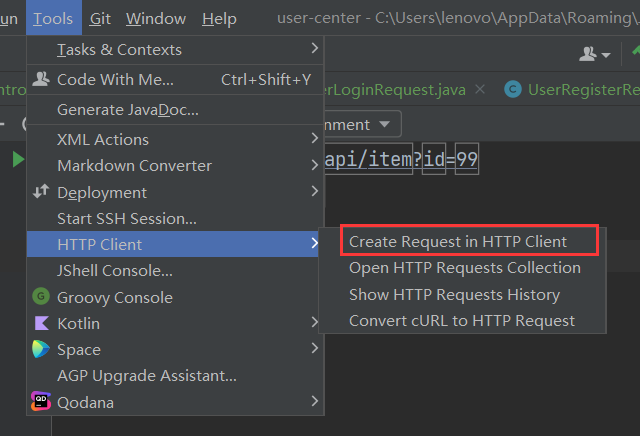 un Tools Git Window Help user-center - C:\Users\lenovo\AppData\Roaming\
Tasks & Contexts
Code With Me... Ctrl+Shift+Y
ntro erLoginRequest.java × C UserRegisterRe
Generate JavaDoc...
nment
XML Actions
api/item?id=99
Markdown Converter
Deployment
Start SSH Session...
HTTP Client
Create Request in HTTP Client
Open HTTP Requests Collection
Show HTTP Requests History
Convert cURL to HTTP Request
JShell Console...
Groovy Console
Kotlin
Space
AGP Upgrade Assistant...
QD
Qodana